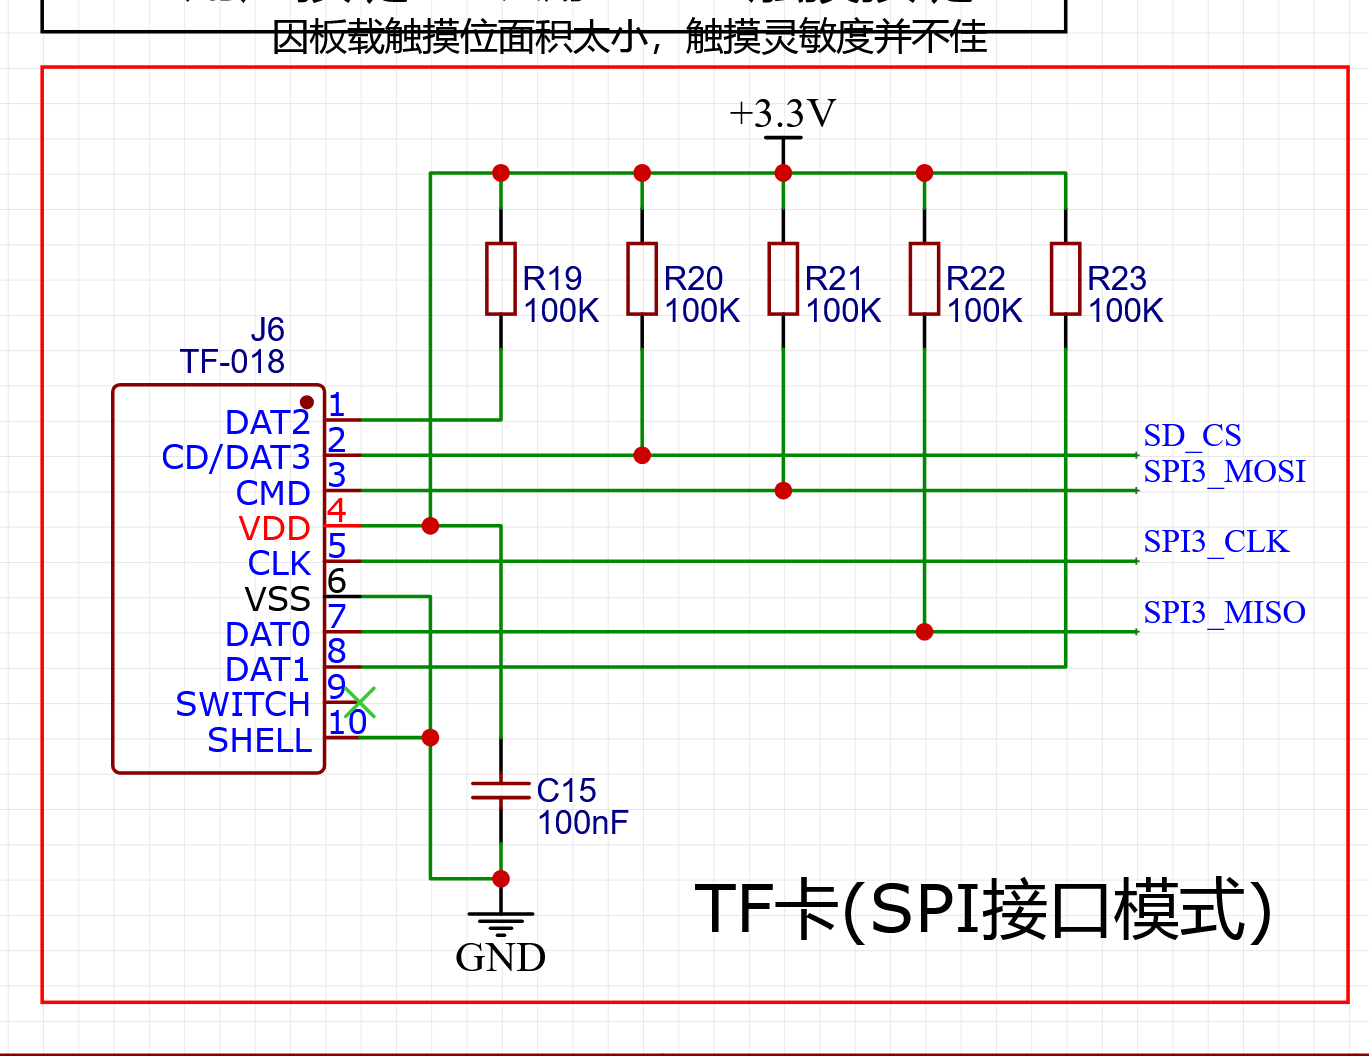 因板载触摸位面积太小，触摸灵敏度并不佳
+3.3V
R19
100K
R20
100K
R21
100K
R22
100K
R23
100K
J6
TF-018
DAT2 1
CD/DAT3 2
CMD 3
VDD 4
CLK 5
VSS 6
DAT0 7
DAT1 8
SWITCH 9
SHELL 10
SD_CS
SPI3_MOSI
SPI3_CLK
SPI3_MISO
C15
100nF
TF卡(SPI接口模式)
GND